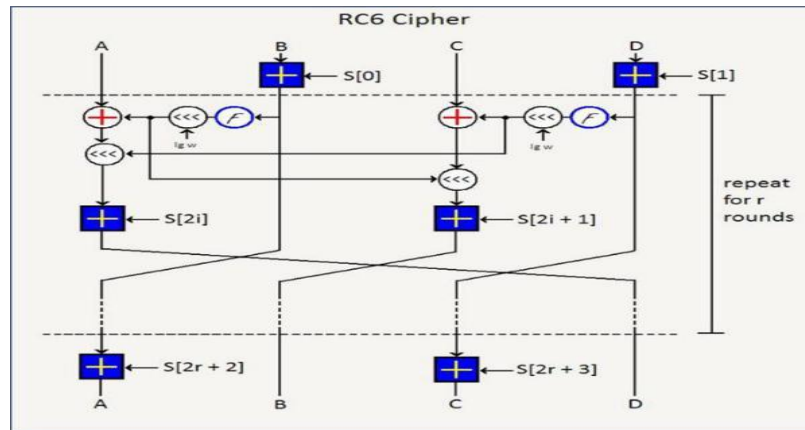 RC6 Cipher
A B C D
S[0] S[1]
<<< f <<< f
lg w lg w
<<< <<<
S[2i] S[2i + 1]
repeat
for r
rounds
S[2r + 2] S[2r + 3]
A B C D